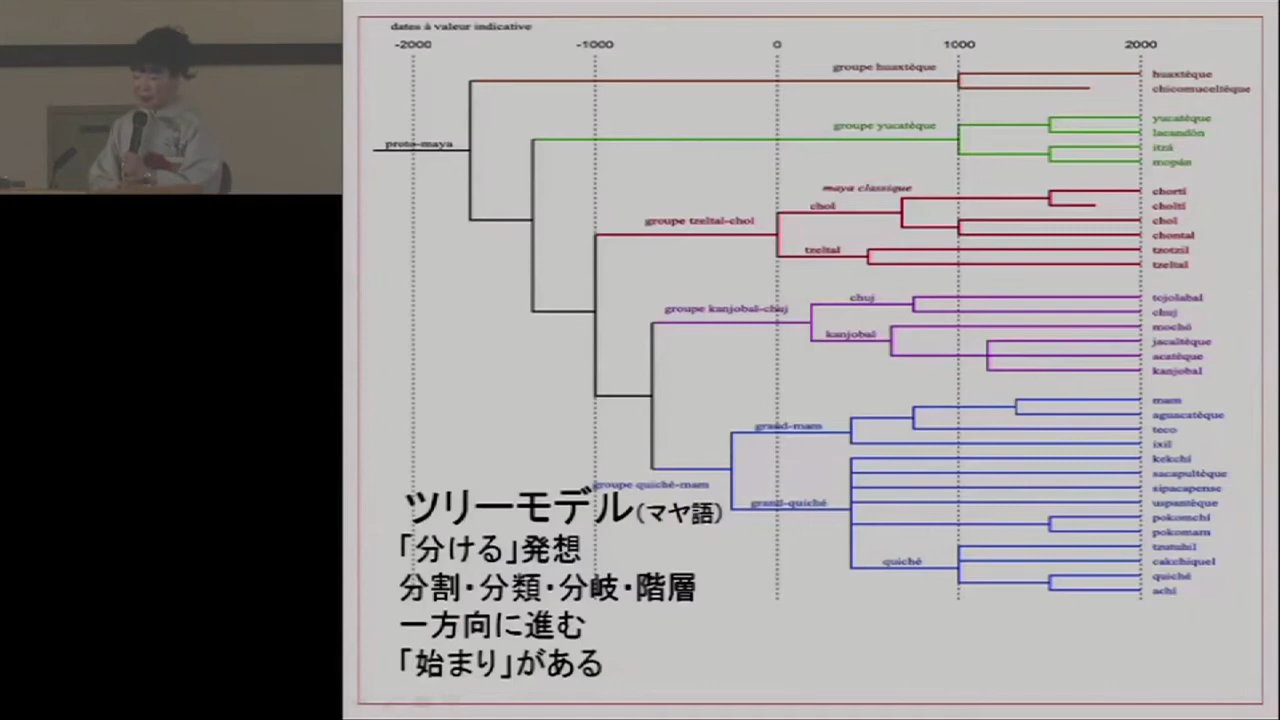 dates à valeur indicative
-2000 -1000 0 1000 2000
groupe huaxtèque
huaxtèque
chicomuceltèque
groupe yucatèque
yucatèque
lacandón
itzá
mopán
proto-maya
maya classique
chorti
cholti
chol
groupe tzeltal-chol
chol
chontal
tzeltal
tzotzil
tzeltal
groupe kanjobal-chuj
chuj
tojolabal
chuj
kanjobal
mochó
jacaltèque
acatèque
kanjobal
grand-mam
mam
aguacatèque
teco
ixil
groupe quiché-mam
grand-quiché
kekchi
sacapultèque
sipacapense
uspantèque
pokomchi
pokomam
quiché
tzutuhil
cakchiquel
quiché
achi
ツリーモデル(マヤ語)
「分ける」発想
分割・分類・分岐・階層
一方向に進む
「始まり」がある